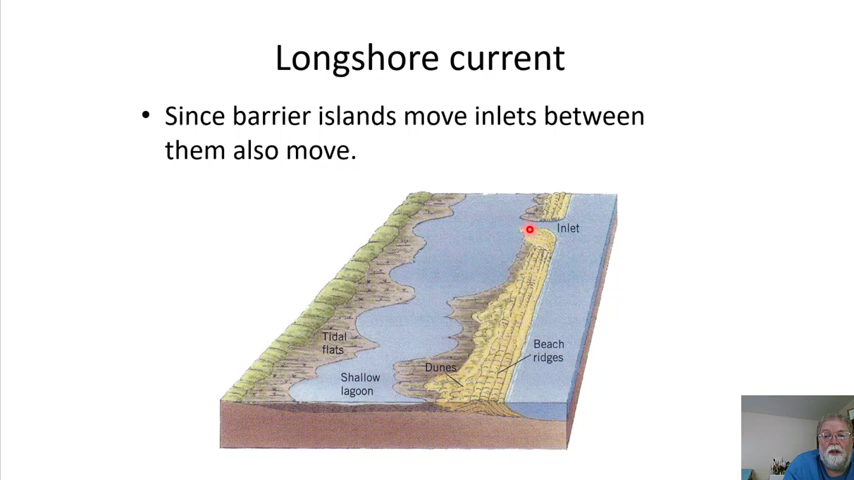 Longshore current
• Since barrier islands move inlets between
them also move.
Inlet
Tidal
flats
Beach
ridges
Dunes
Shallow
lagoon